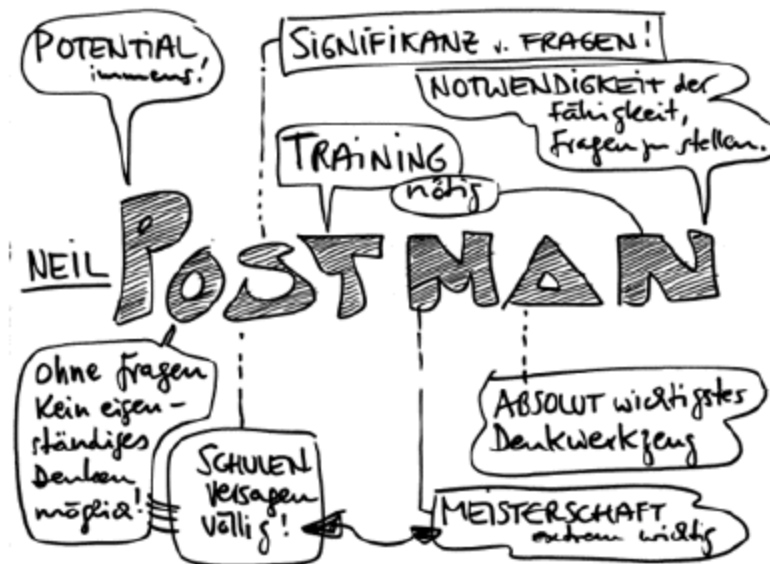 POTENTIAL
immens!
SIGNIFIKANZ v. FRAGEN!
NOTWENDIGKEIT der
Fähigkeit,
Fragen zu stellen.
TRAINING
nötig
NEIL POSTMAN
Ohne Fragen
Kein eigen-
ständiges
Denken
möglich!
SCHULEN
versagen
völlig!
ABSOLUT wichtigstes
Denkwerkzeug
MEISTERSCHAFT
extrem wichtig